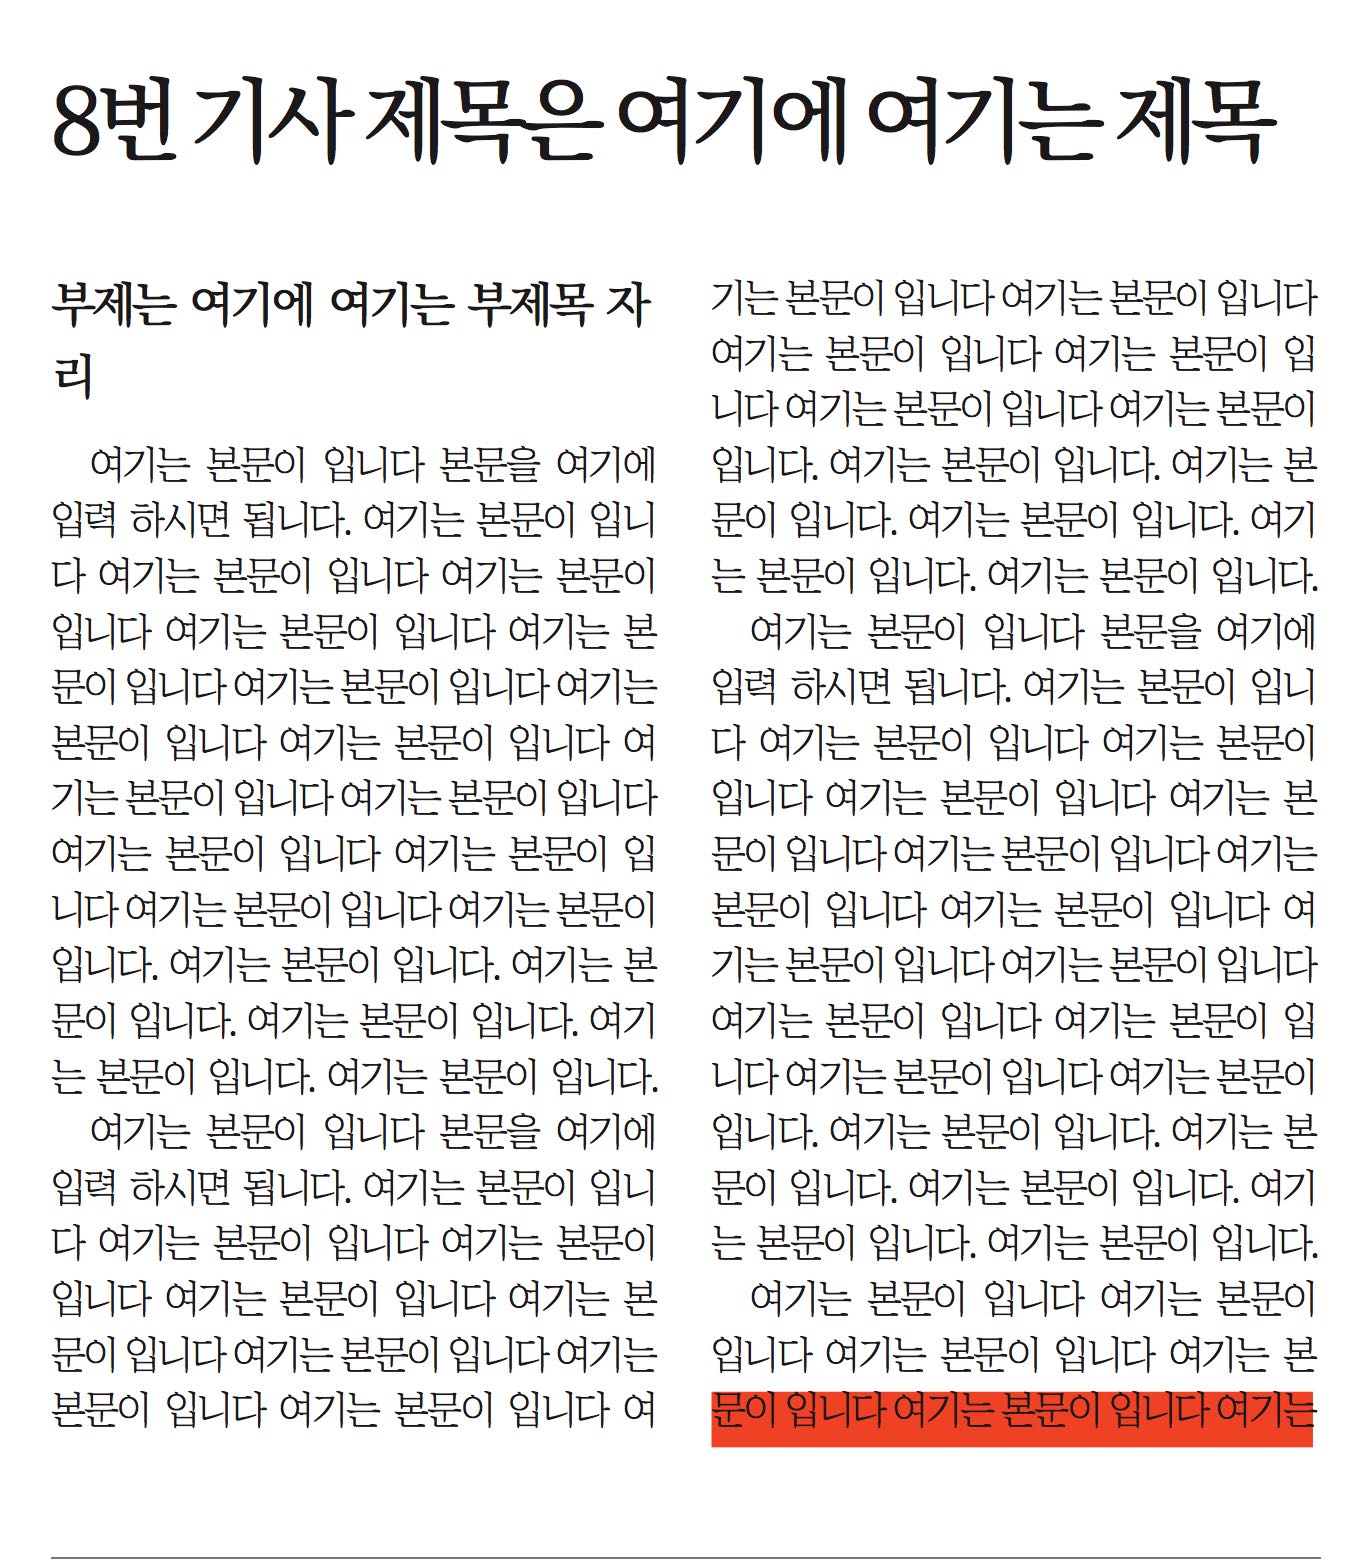 8번 기사 제목은 여기에 여기는 제목
부제는 여기에 여기는 부제목 자
리
여기는 본문이 입니다 본문을 여기에
입력 하시면 됩니다. 여기는 본문이 입니
다 여기는 본문이 입니다 여기는 본문이
입니다 여기는 본문이 입니다 여기는 본
문이 입니다 여기는 본문이 입니다 여기는
본문이 입니다 여기는 본문이 입니다 여
기는 본문이 입니다 여기는 본문이 입니다
여기는 본문이 입니다 여기는 본문이 입
니다 여기는 본문이 입니다 여기는 본문이
입니다. 여기는 본문이 입니다. 여기는 본
문이 입니다. 여기는 본문이 입니다. 여기
는 본문이 입니다. 여기는 본문이 입니다.
여기는 본문이 입니다 본문을 여기에
입력 하시면 됩니다. 여기는 본문이 입니
다 여기는 본문이 입니다 여기는 본문이
입니다 여기는 본문이 입니다 여기는 본
문이 입니다 여기는 본문이 입니다 여기는
본문이 입니다 여기는 본문이 입니다 여
기는 본문이 입니다 여기는 본문이 입니다
여기는 본문이 입니다 여기는 본문이 입
니다 여기는 본문이 입니다 여기는 본문이
입니다. 여기는 본문이 입니다. 여기는 본
문이 입니다. 여기는 본문이 입니다. 여기
는 본문이 입니다. 여기는 본문이 입니다.
여기는 본문이 입니다 본문을 여기에
입력 하시면 됩니다. 여기는 본문이 입니
다 여기는 본문이 입니다 여기는 본문이
입니다 여기는 본문이 입니다 여기는 본
문이 입니다 여기는 본문이 입니다 여기는
본문이 입니다 여기는 본문이 입니다 여
기는 본문이 입니다 여기는 본문이 입니다
여기는 본문이 입니다 여기는 본문이 입
니다 여기는 본문이 입니다 여기는 본문이
입니다. 여기는 본문이 입니다. 여기는 본
문이 입니다. 여기는 본문이 입니다. 여기
는 본문이 입니다. 여기는 본문이 입니다.
여기는 본문이 입니다 여기는 본문이
입니다 여기는 본문이 입니다 여기는 본
문이 입니다 여기는 본문이 입니다 여기는